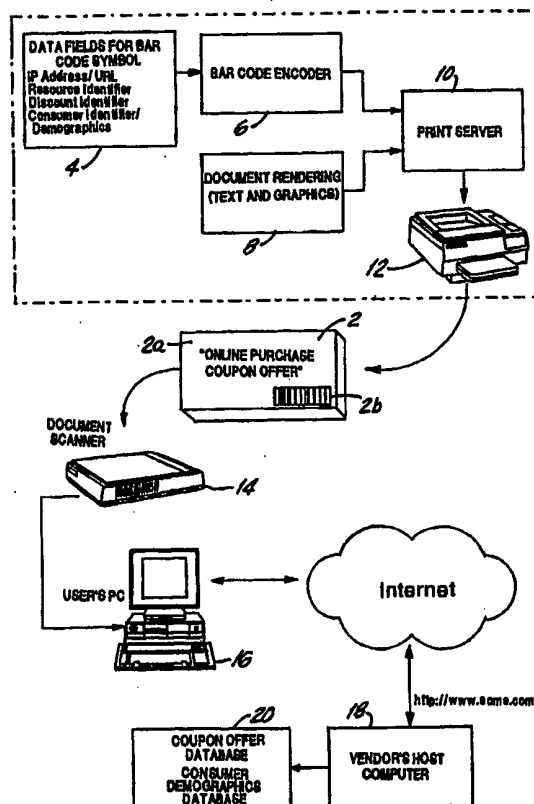 DATA FIELDS FOR BAR
CODE SYMBOL
IP Address/ URL
Resource Identifier
Discount Identifier
Consumer Identifier/
Demographics
4
BAR CODE ENCODER
6
DOCUMENT RENDERING
(TEXT AND GRAPHICS)
8
10
PRINT SERVER
12
2
2a
"ONLINE PURCHASE
COUPON OFFER"
2b
DOCUMENT
SCANNER
14
USER'S PC
16
Internet
http://www.some.com
20
COUPON OFFER
DATABASE
CONSUMER
DEMOGRAPHICS
DATABASE
18
VENDOR'S HOST
COMPUTER